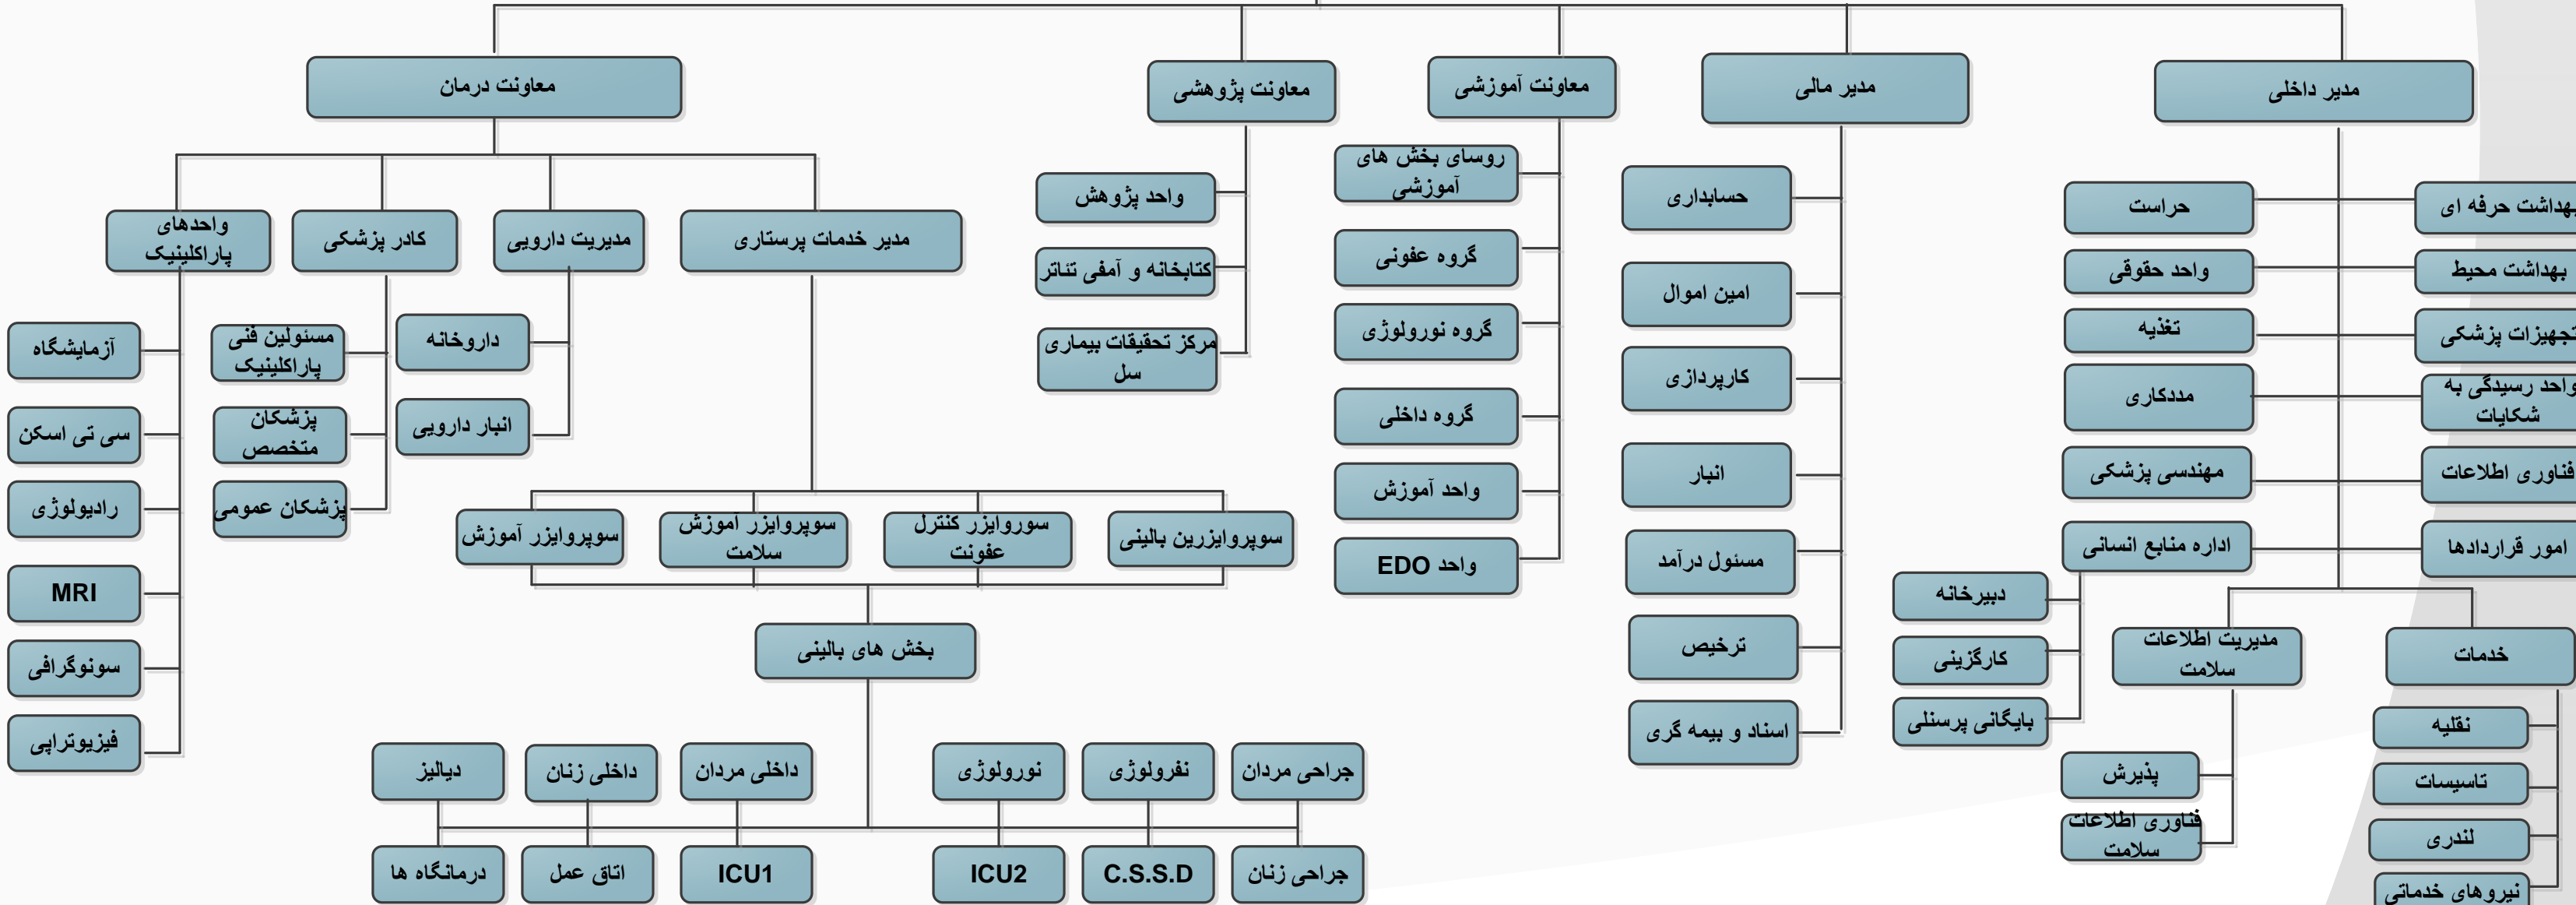 معاونت درمان
معاونت پژوهشی
معاونت آموزشی
مدیر مالی
مدیر داخلی
واحدهای
پاراکلینیک
کادر پزشکی
مدیریت دارویی
مدیر خدمات پرستاری
آزمایشگاه
سی تی اسکن
رادیولوژی
MRI
سونوگرافی
فیزیوتراپی
مسئولین فنی
پاراکلینیک
پزشکان
متخصص
پزشکان عمومی
داروخانه
انبار دارویی
سوپروایزر آموزش
سوپروایزر آموزش
سلامت
سوروایزر کنترل
عفونت
سوپروایزرین بالینی
بخش های بالینی
دیالیز
داخلی زنان
داخلی مردان
نورولوژی
نفرولوژی
جراحی مردان
درمانگاه ها
اتاق عمل
ICU1
ICU2
C.S.S.D
جراحی زنان
واحد پژوهش
کتابخانه و آمفی تئاتر
مرکز تحقیقات بیماری
سل
روسای بخش های
آموزشی
گروه عفونی
گروه نورولوژی
گروه داخلی
واحد آموزش
واحد EDO
حسابداری
امین اموال
کارپردازی
انبار
مسئول درآمد
ترخیص
اسناد و بیمه گری
حراست
بهداشت حرفه ای
واحد حقوقی
بهداشت محیط
تغذیه
تجهیزات پزشکی
مددکاری
واحد رسیدگی به
شکایات
مهندسی پزشکی
فناوری اطلاعات
اداره منابع انسانی
امور قراردادها
دبیرخانه
کارگزینی
بایگانی پرسنلی
مدیریت اطلاعات
سلامت
پذیرش
فناوری اطلاعات
سلامت
خدمات
نقلیه
تاسیسات
لندری
نیروهای خدماتی